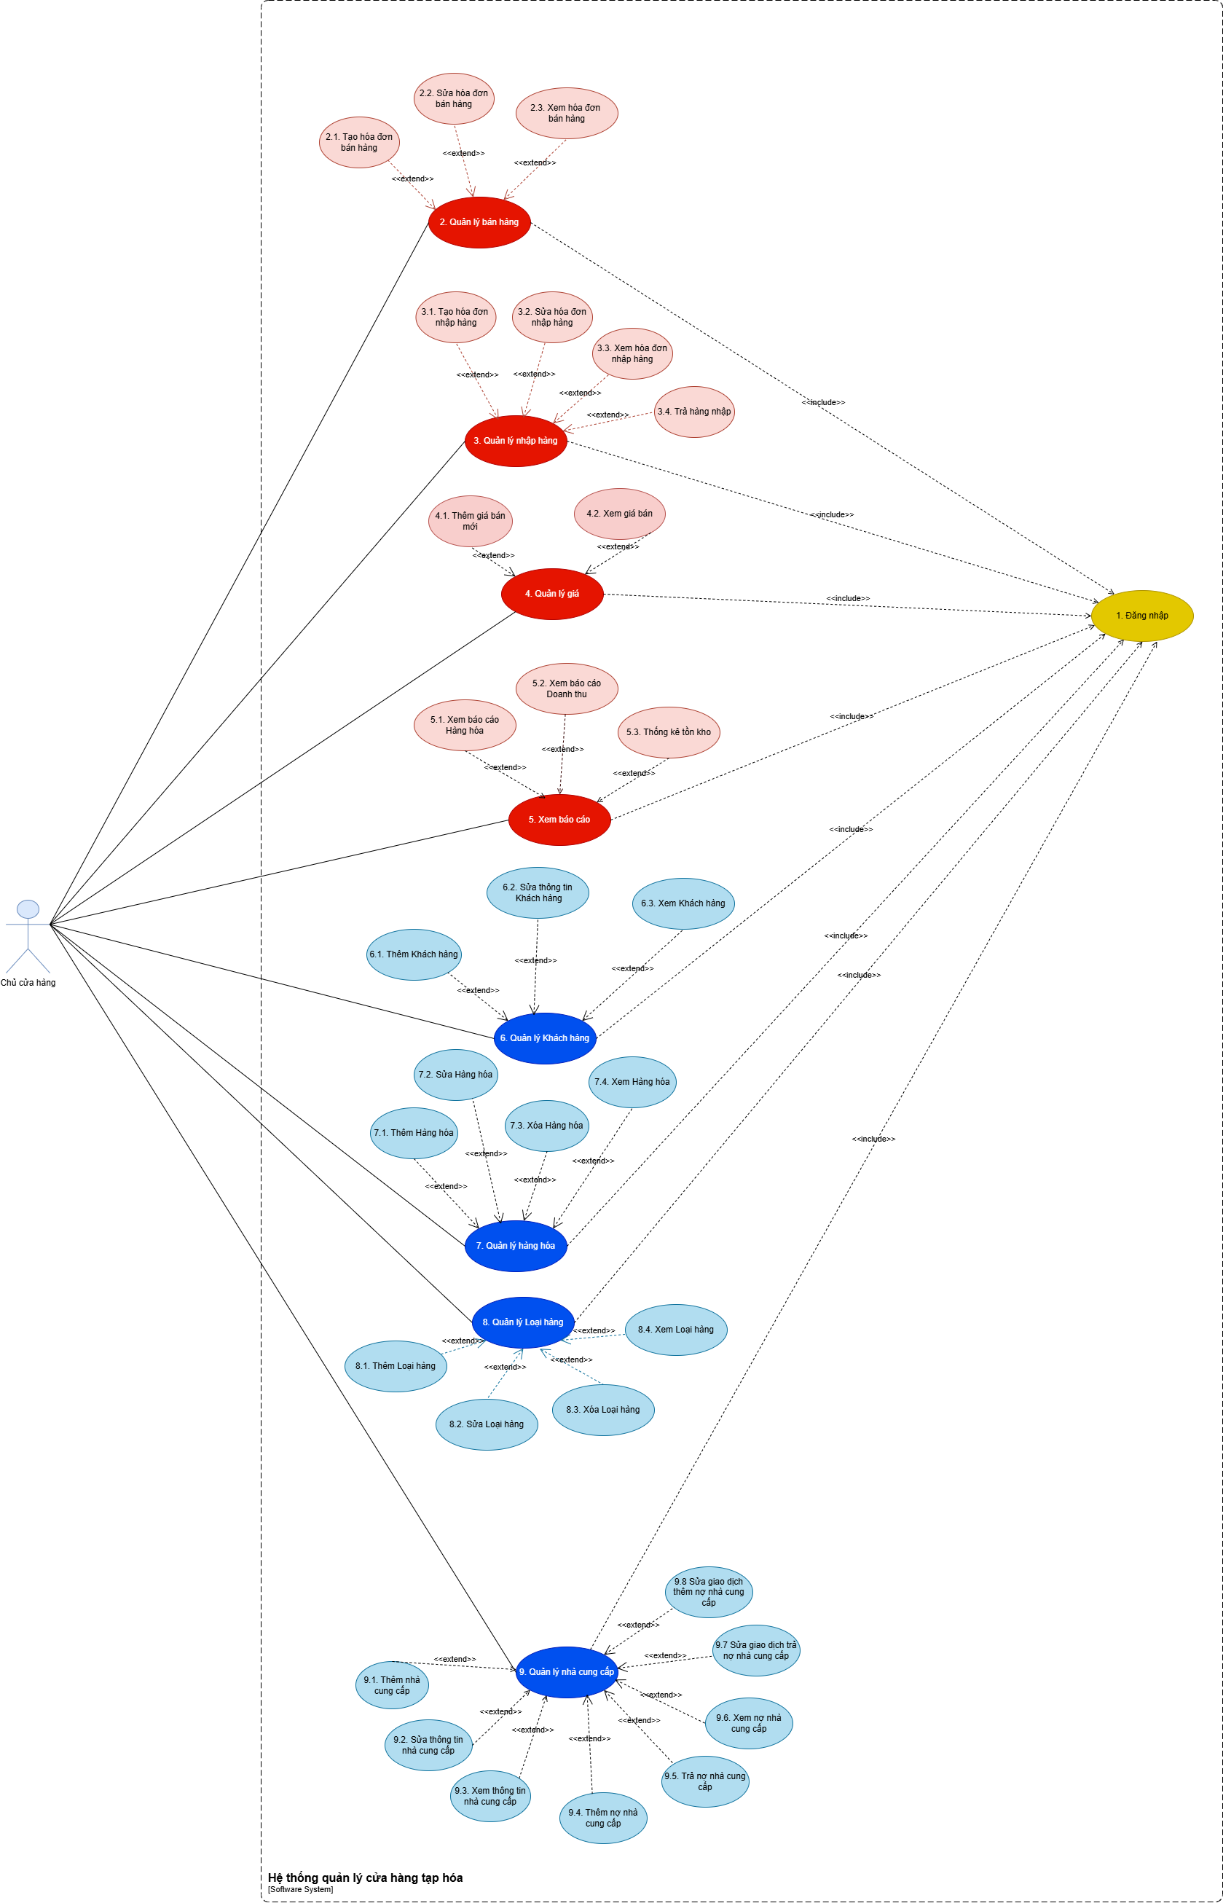 2.2. Sửa hóa đơn
bán hàng
2.3. Xem hóa đơn
bán hàng
2.1. Tạo hóa đơn
bán hàng
<<extend>>
<<extend>>
<<extend>>
2. Quản lý bán hàng
3.1. Tạo hóa đơn
nhập hàng
3.2. Sửa hóa đơn
nhập hàng
3.3. Xem hóa đơn
nhập hàng
<<extend>>
<<extend>>
<<extend>>
<<include>>
3.4. Trả hàng nhập
<<extend>>
3. Quản lý nhập hàng
4.1. Thêm giá bán
mới
4.2. Xem giá bán
<<include>>
<<extend>>
<<extend>>
4. Quản lý giá
<<include>>
1. Đăng nhập
5.2. Xem báo cáo
Doanh thu
5.1. Xem báo cáo
Hàng hóa
5.3. Thống kê tồn kho
<<include>>
<<extend>>
<<extend>>
<<extend>>
5. Xem báo cáo
<<include>>
6.2. Sửa thông tin
Khách hàng
6.3. Xem Khách hàng
<<include>>
6.1. Thêm Khách hàng
<<extend>>
<<extend>>
<<include>>
<<extend>>
Chủ cửa hàng
6. Quản lý Khách hàng
7.2. Sửa Hàng hóa
7.4. Xem Hàng hóa
7.3. Xòa Hàng hóa
7.1. Thêm Hàng hóa
<<include>>
<<extend>>
<<extend>>
<<extend>>
<<extend>>
7. Quản lý hàng hóa
8. Quản lý Loại hàng
<<extend>>
8.4. Xem Loại hàng
<<extend>>
8.1. Thêm Loại hàng
<<extend>>
<<extend>>
8.2. Sửa Loại hàng
8.3. Xòa Loại hàng
9.8 Sửa giao dịch
thêm nợ nhà cung
cấp
<<extend>>
9.7 Sửa giao dịch trả
nợ nhà cung cấp
<<extend>>
<<extend>>
9. Quản lý nhà cung cấp
9.1. Thêm nhà
cung cấp
<<extend>>
9.6. Xem nợ nhà
cung cấp
<<extend>>
<<extend>>
<<extend>>
<<extend>>
9.2. Sửa thông tin
nhà cung cấp
9.5. Trả nợ nhà cung
cấp
9.3. Xem thông tin
nhà cung cấp
9.4. Thêm nợ nhà
cung cấp
Hệ thống quản lý cửa hàng tạp hóa
[Software System]